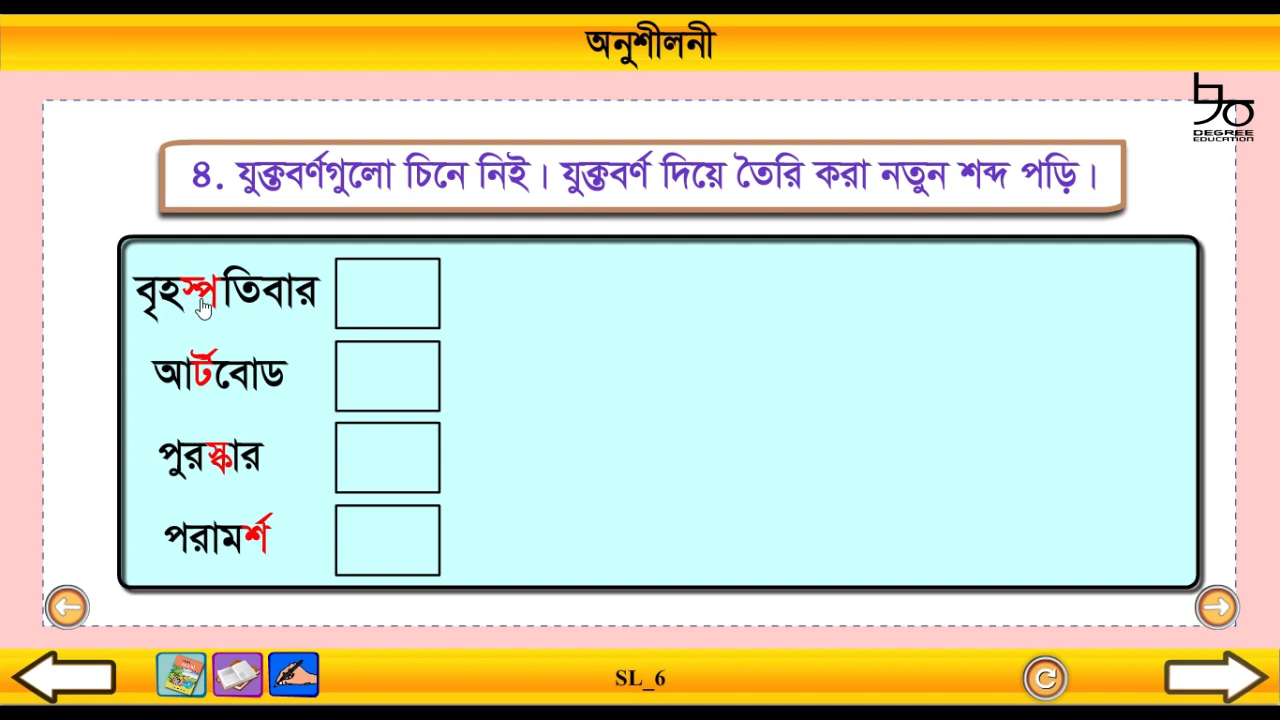 অনুশীলনী
DEGREE
EDUCATION
৪. যুক্তবর্ণগুলো চিনে নিই। যুক্তবর্ণ দিয়ে তৈরি করা নতুন শব্দ পড়ি।
বৃহস্পতিবার
আর্টবোড
পুরস্কার
পরামর্শ
SL_6